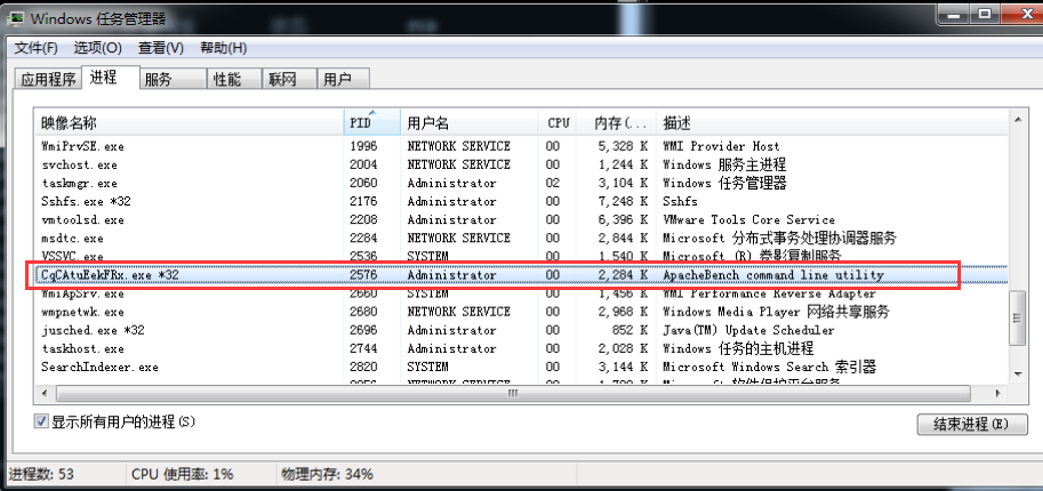 Windows 任务管理器
文件(F) 选项(O) 查看(V) 帮助(H)
应用程序 进程 服务 性能 联网 用户
映像名称 PID 用户名 CPU 内存(... 描述
WmiPrvSE.exe 1996 NETWORK SERVICE 00 5,328 K WMI Provider Host
svchost.exe 2004 NETWORK SERVICE 00 1,244 K Windows 服务主进程
taskmgr.exe 2060 Administrator 02 3,104 K Windows 任务管理器
Sshfs.exe *32 2176 Administrator 00 7,248 K Sshfs
vmtoolsd.exe 2208 Administrator 00 6,396 K VMware Tools Core Service
msdtc.exe 2284 NETWORK SERVICE 00 2,844 K Microsoft 分布式事务处理协调器服务
VSSVC.exe 2536 SYSTEM 00 1,540 K Microsoft (R) 卷影复制服务
CqCAtuEekFRx.exe *32 2576 Administrator 00 2,284 K ApacheBench command line utility
WmiApSrv.exe 2660 SYSTEM 00 1,456 K WMI Performance Reverse Adapter
wmpnetwk.exe 2680 NETWORK SERVICE 00 2,968 K Windows Media Player 网络共享服务
jusched.exe *32 2696 Administrator 00 852 K Java(TM) Update Scheduler
taskhost.exe 2744 Administrator 00 2,028 K Windows 任务的主机进程
SearchIndexer.exe 2820 SYSTEM 00 3,144 K Microsoft Windows Search 索引器
NETWORK SERVICE 00 软件保护平台服务
显示所有用户的进程(S) 结束进程(E)
进程数: 53 CPU 使用率: 1% 物理内存: 34%